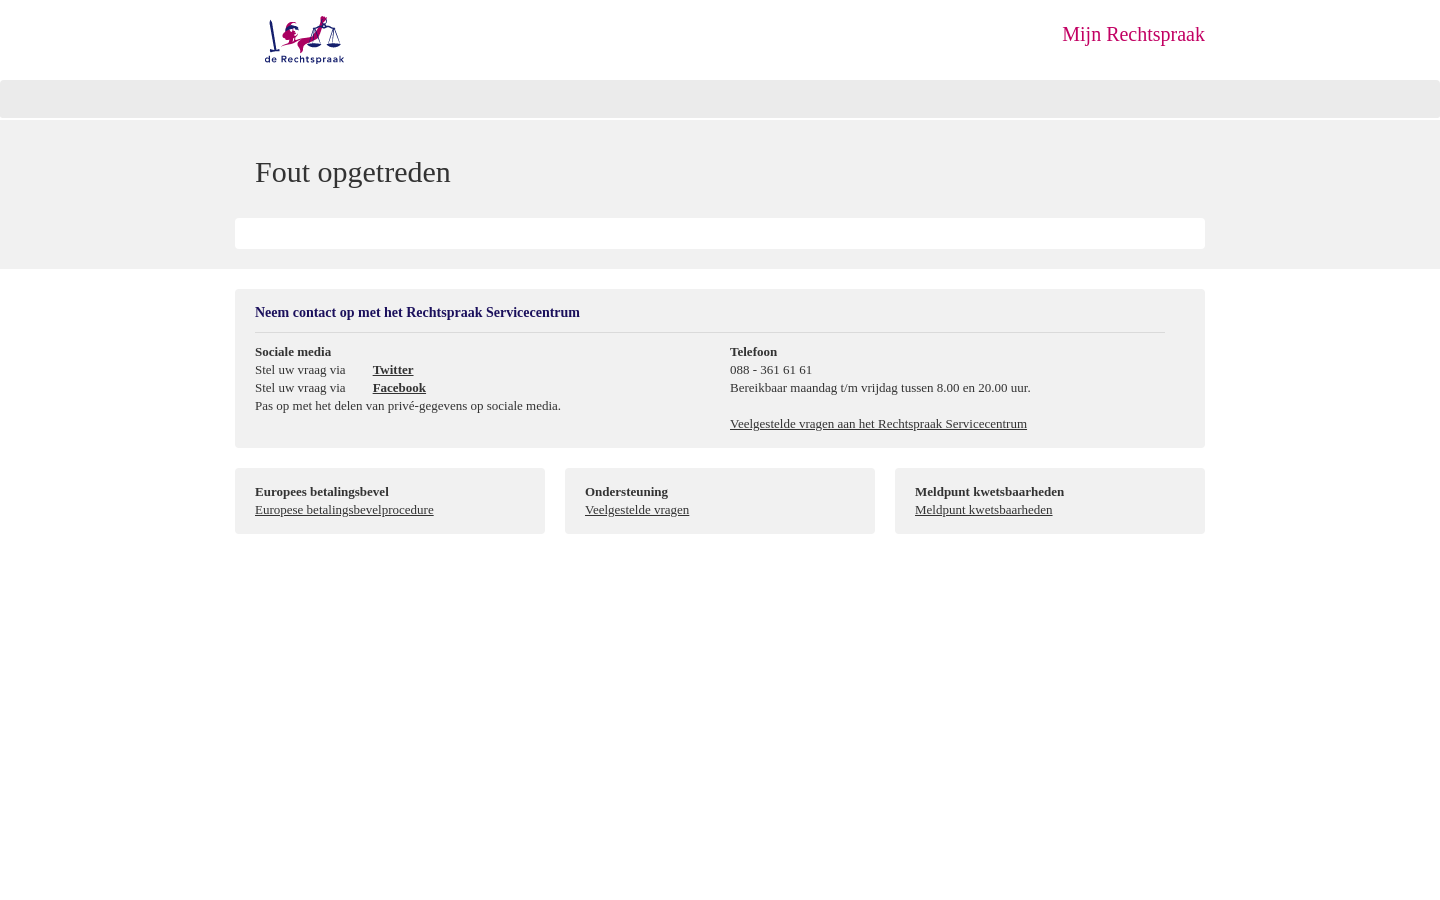 de Rechtspraak
Mijn Rechtspraak
Fout opgetreden
Neem contact op met het Rechtspraak Servicecentrum
Sociale media
Stel uw vraag via Twitter
Stel uw vraag via Facebook
Pas op met het delen van privé-gegevens op sociale media.
Telefoon
088 - 361 61 61
Bereikbaar maandag t/m vrijdag tussen 8.00 en 20.00 uur.
Veelgestelde vragen aan het Rechtspraak Servicecentrum
Europees betalingsbevel
Europese betalingsbevelprocedure
Ondersteuning
Veelgestelde vragen
Meldpunt kwetsbaarheden
Meldpunt kwetsbaarheden